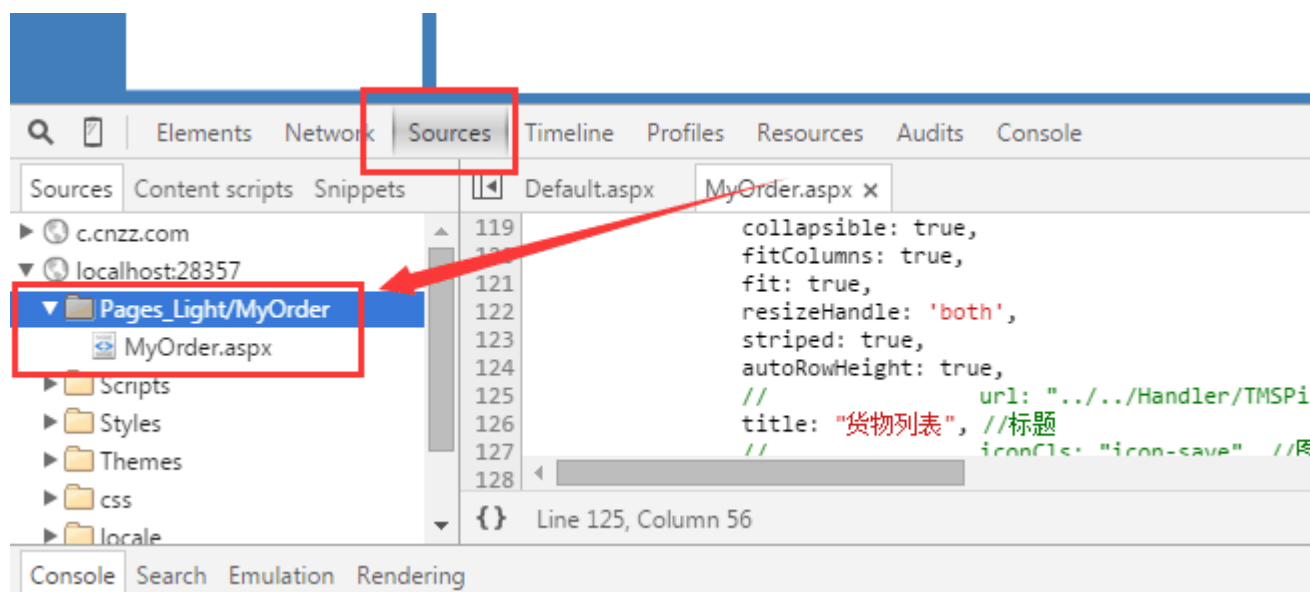 Elements Network Sources Timeline Profiles Resources Audits Console
Sources Content scripts Snippets
Default.aspx MyOrder.aspx ×
c.cnzz.com
localhost:28357
Pages_Light/MyOrder
MyOrder.aspx
Scripts
Styles
Themes
css
locale
119 collapsible: true,
120 fitColumns: true,
121 fit: true,
122 resizeHandle: 'both',
123 striped: true,
124 autoRowHeight: true,
125 // url: "../../Handler/TMSPi
126 title: "货物列表", //标题
127 // iconCls: "icon-save" //图
128
{} Line 125, Column 56
Console Search Emulation Rendering